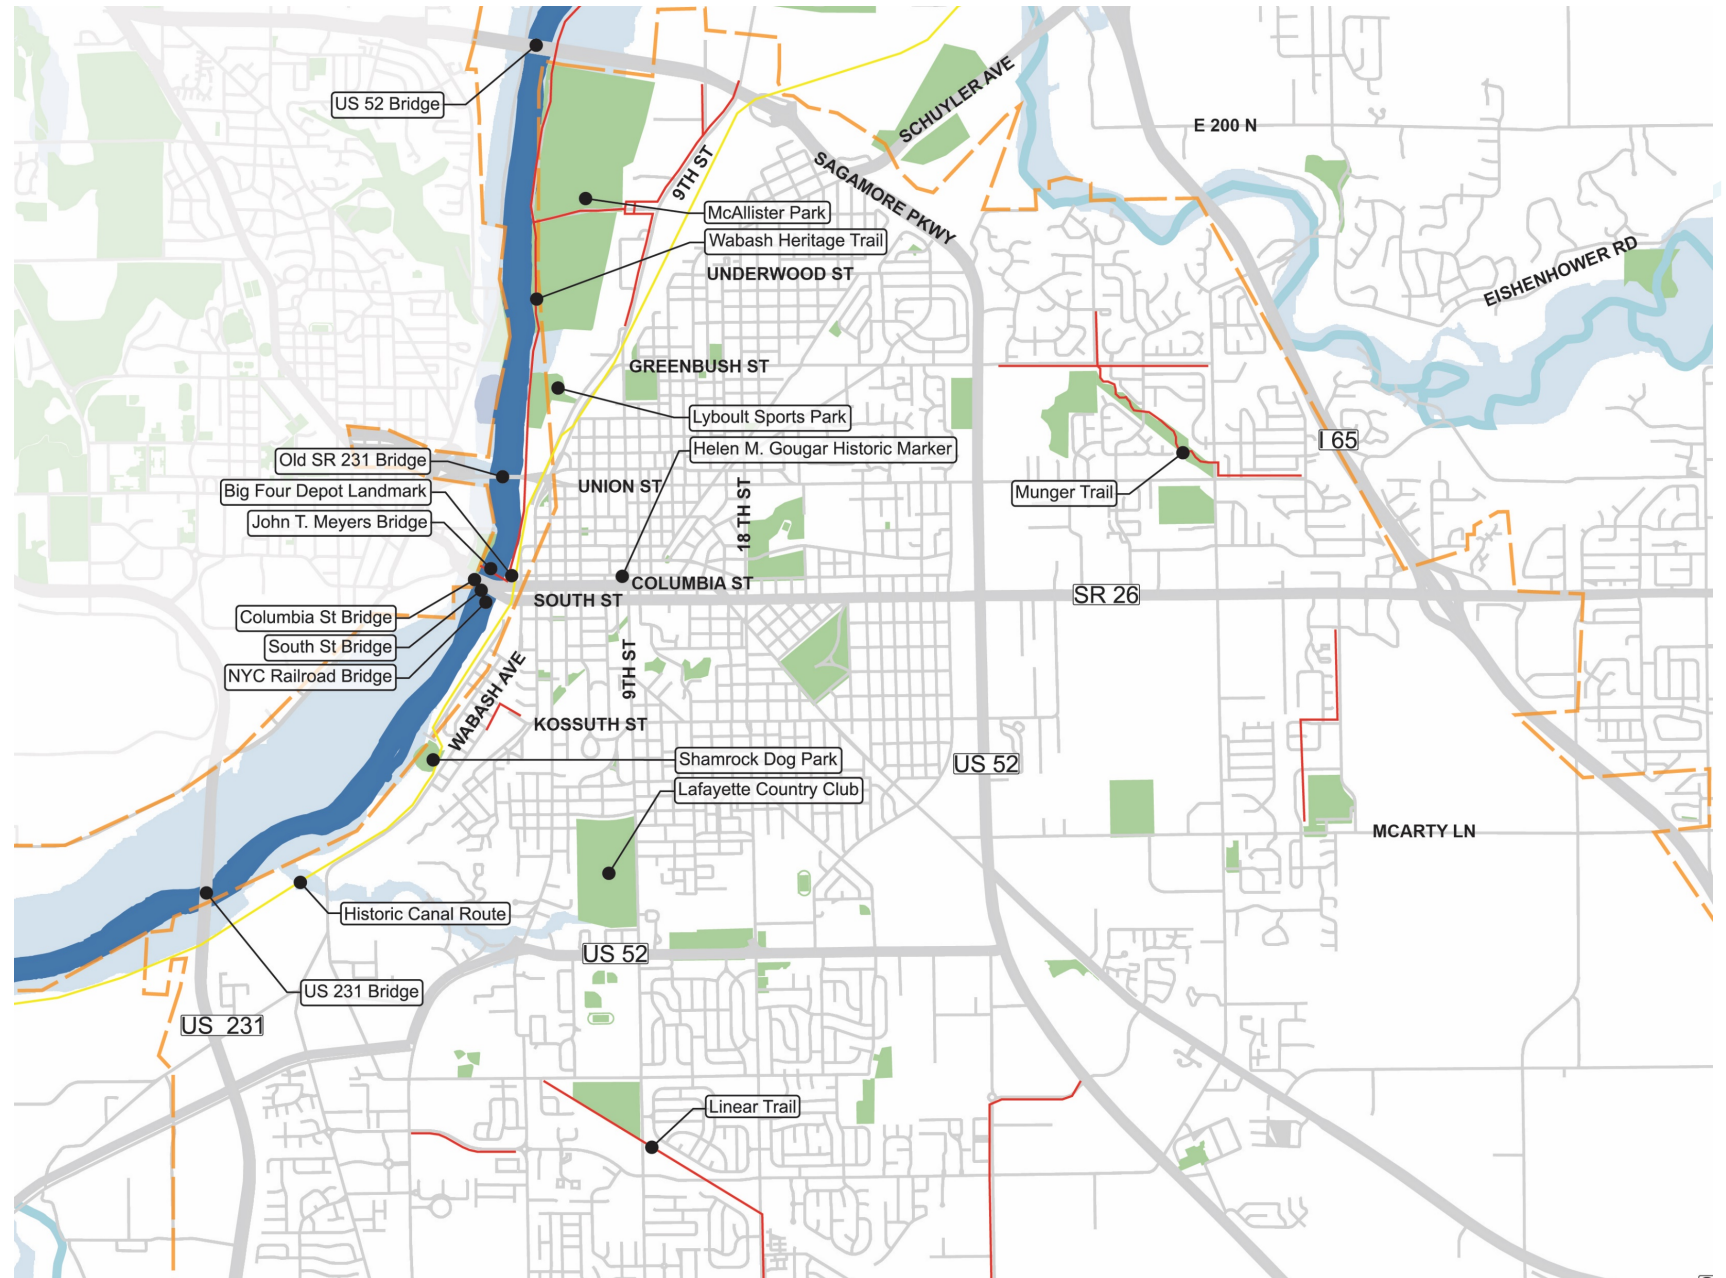 US 52 Bridge
SCHUYLER AVE
E 200 N
9TH ST
SAGAMORE PKWY
McAllister Park
Wabash Heritage Trail
UNDERWOOD ST
EISHENHOWER RD
GREENBUSH ST
Lyboult Sports Park
I 65
Helen M. Gougar Historic Marker
Old SR 231 Bridge
UNION ST
18 TH ST
Munger Trail
Big Four Depot Landmark
John T. Meyers Bridge
COLUMBIA ST
SOUTH ST
SR 26
Columbia St Bridge
South St Bridge
NYC Railroad Bridge
9TH ST
WABASH AVE
KOSSUTH ST
Shamrock Dog Park
US 52
Lafayette Country Club
MCARTY LN
Historic Canal Route
US 52
US 231 Bridge
US 231
Linear Trail